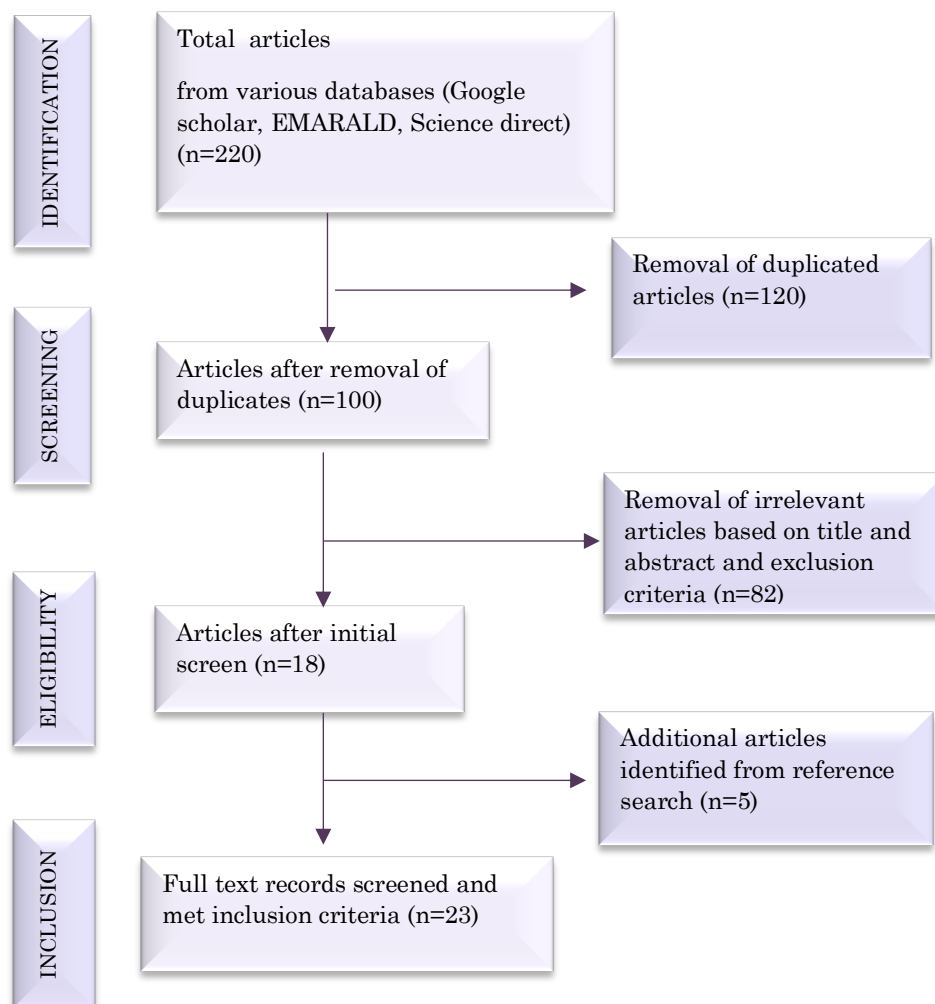 IDENTIFICATION
Total articles
from various databases (Google
scholar, EMARALD, Science direct)
(n=220)
Removal of duplicated
articles (n=120)
SCREENING
Articles after removal of
duplicates (n=100)
Removal of irrelevant
articles based on title and
abstract and exclusion
criteria (n=82)
ELIGIBILITY
Articles after initial
screen (n=18)
Additional articles
identified from reference
search (n=5)
INCLUSION
Full text records screened and
met inclusion criteria (n=23)